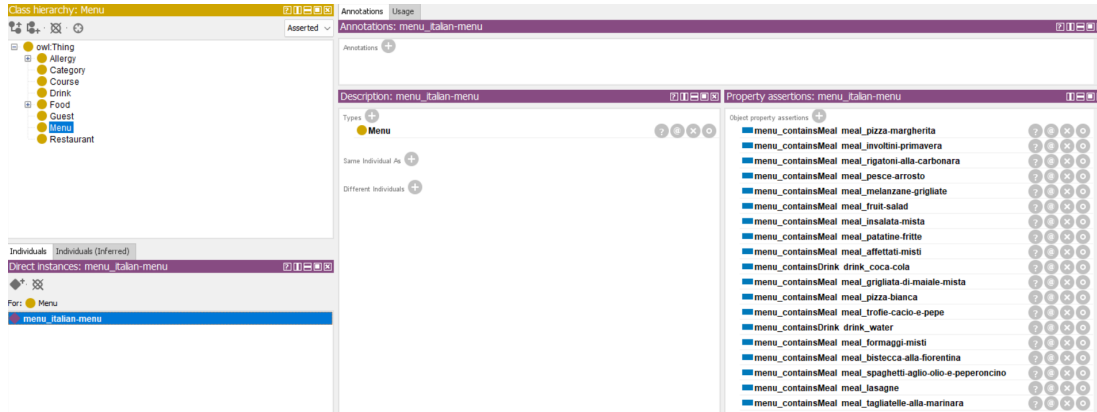 Class hierarchy: Menu
Asserted
owl:Thing
Allergy
Category
Course
Drink
Food
Guest
Menu
Restaurant
Individuals Individuals (Inferred)
Direct instances: menu_italian-menu
For: Menu
menu_italian-menu
Annotations Usage
Annotations: menu_italian-menu
Annotations
Description: menu_italian-menu
Types
Menu
Same Individual As
Different Individuals
Property assertions: menu_italian-menu
Object property assertions
menu_containsMeal meal_pizza-margherita
menu_containsMeal meal_involtini-primavera
menu_containsMeal meal_rigatoni-alla-carbonara
menu_containsMeal meal_pesce-arrosto
menu_containsMeal meal_melanzane-grigliate
menu_containsMeal meal_fruit-salad
menu_containsMeal meal_insalata-mista
menu_containsMeal meal_patatine-fritte
menu_containsMeal meal_affettati-misti
menu_containsDrink drink_coca-cola
menu_containsMeal meal_grigliata-di-maiale-mista
menu_containsMeal meal_pizza-bianca
menu_containsMeal meal_trofie-cacio-e-pepe
menu_containsDrink drink_water
menu_containsMeal meal_formaggi-misti
menu_containsMeal meal_bistecca-alla-fiorentina
menu_containsMeal meal_spaghetti-aglio-olio-e-peperoncino
menu_containsMeal meal_lasagne
menu_containsMeal meal_tagliatelle-alla-marinara